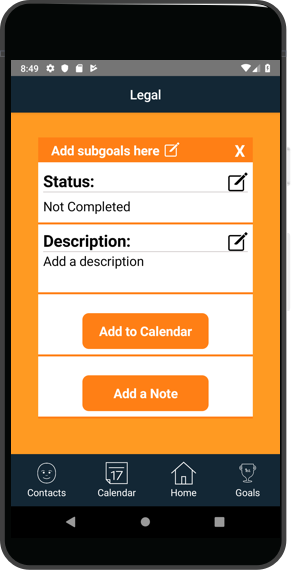 8:49
Legal
Add subgoals here
X
Status:
Not Completed
Description:
Add a description
Add to Calendar
Add a Note
17
Contacts Calendar Home Goals